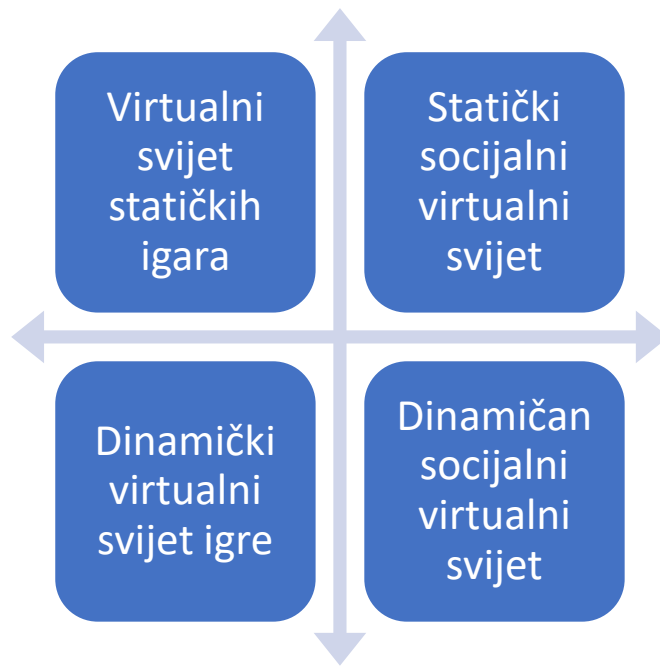 Virtualni
svijet
statičkih
igara
Statički
socijalni
virtualni
svijet
Dinamički
virtualni
svijet igre
Dinamičan
socijalni
virtualni
svijet